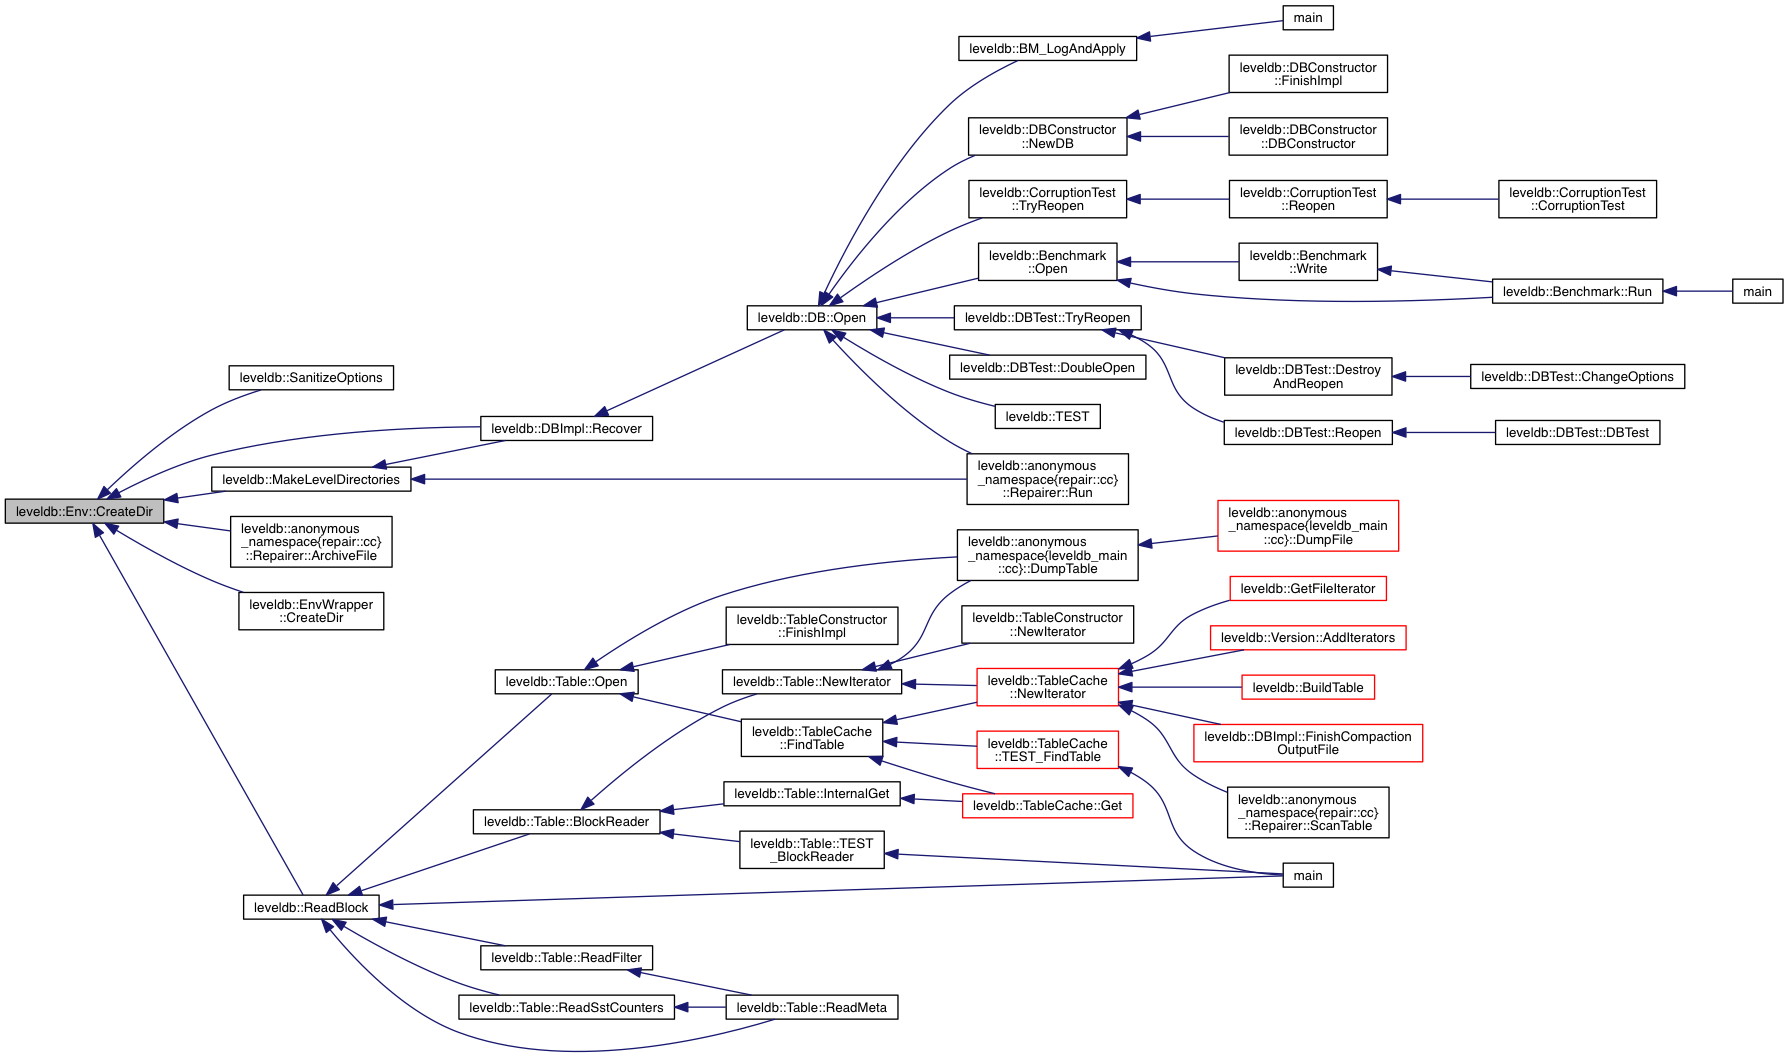 main
leveldb::BM_LogAndApply
leveldb::DBConstructor
::FinishImpl
leveldb::DBConstructor
::NewDB
leveldb::DBConstructor
::DBConstructor
leveldb::CorruptionTest
::TryReopen
leveldb::CorruptionTest
::Reopen
leveldb::CorruptionTest
::CorruptionTest
leveldb::Benchmark
::Open
leveldb::Benchmark
::Write
leveldb::Benchmark::Run
main
leveldb::DB::Open
leveldb::DBTest::TryReopen
leveldb::DBTest::DoubleOpen
leveldb::DBTest::Destroy
AndReopen
leveldb::DBTest::ChangeOptions
leveldb::SanitizeOptions
leveldb::TEST
leveldb::DBImpl::Recover
leveldb::DBTest::Reopen
leveldb::DBTest::DBTest
leveldb::MakeLevelDirectories
leveldb::anonymous
_namespace{repair::cc}
::Repairer::Run
leveldb::Env::CreateDir
leveldb::anonymous
_namespace{repair::cc}
::Repairer::ArchiveFile
leveldb::anonymous
_namespace{leveldb_main
::cc}::DumpTable
leveldb::anonymous
_namespace{leveldb_main
::cc}::DumpFile
leveldb::EnvWrapper
::CreateDir
leveldb::GetFileIterator
leveldb::TableConstructor
::FinishImpl
leveldb::TableConstructor
::NewIterator
leveldb::Version::AddIterators
leveldb::Table::Open
leveldb::Table::NewIterator
leveldb::TableCache
::NewIterator
leveldb::BuildTable
leveldb::TableCache
::FindTable
leveldb::TableCache
::TEST_FindTable
leveldb::DBImpl::FinishCompaction
OutputFile
leveldb::Table::InternalGet
leveldb::TableCache::Get
leveldb::anonymous
_namespace{repair::cc}
::Repairer::ScanTable
leveldb::Table::BlockReader
leveldb::Table::TEST
_BlockReader
main
leveldb::ReadBlock
leveldb::Table::ReadFilter
leveldb::Table::ReadSstCounters
leveldb::Table::ReadMeta